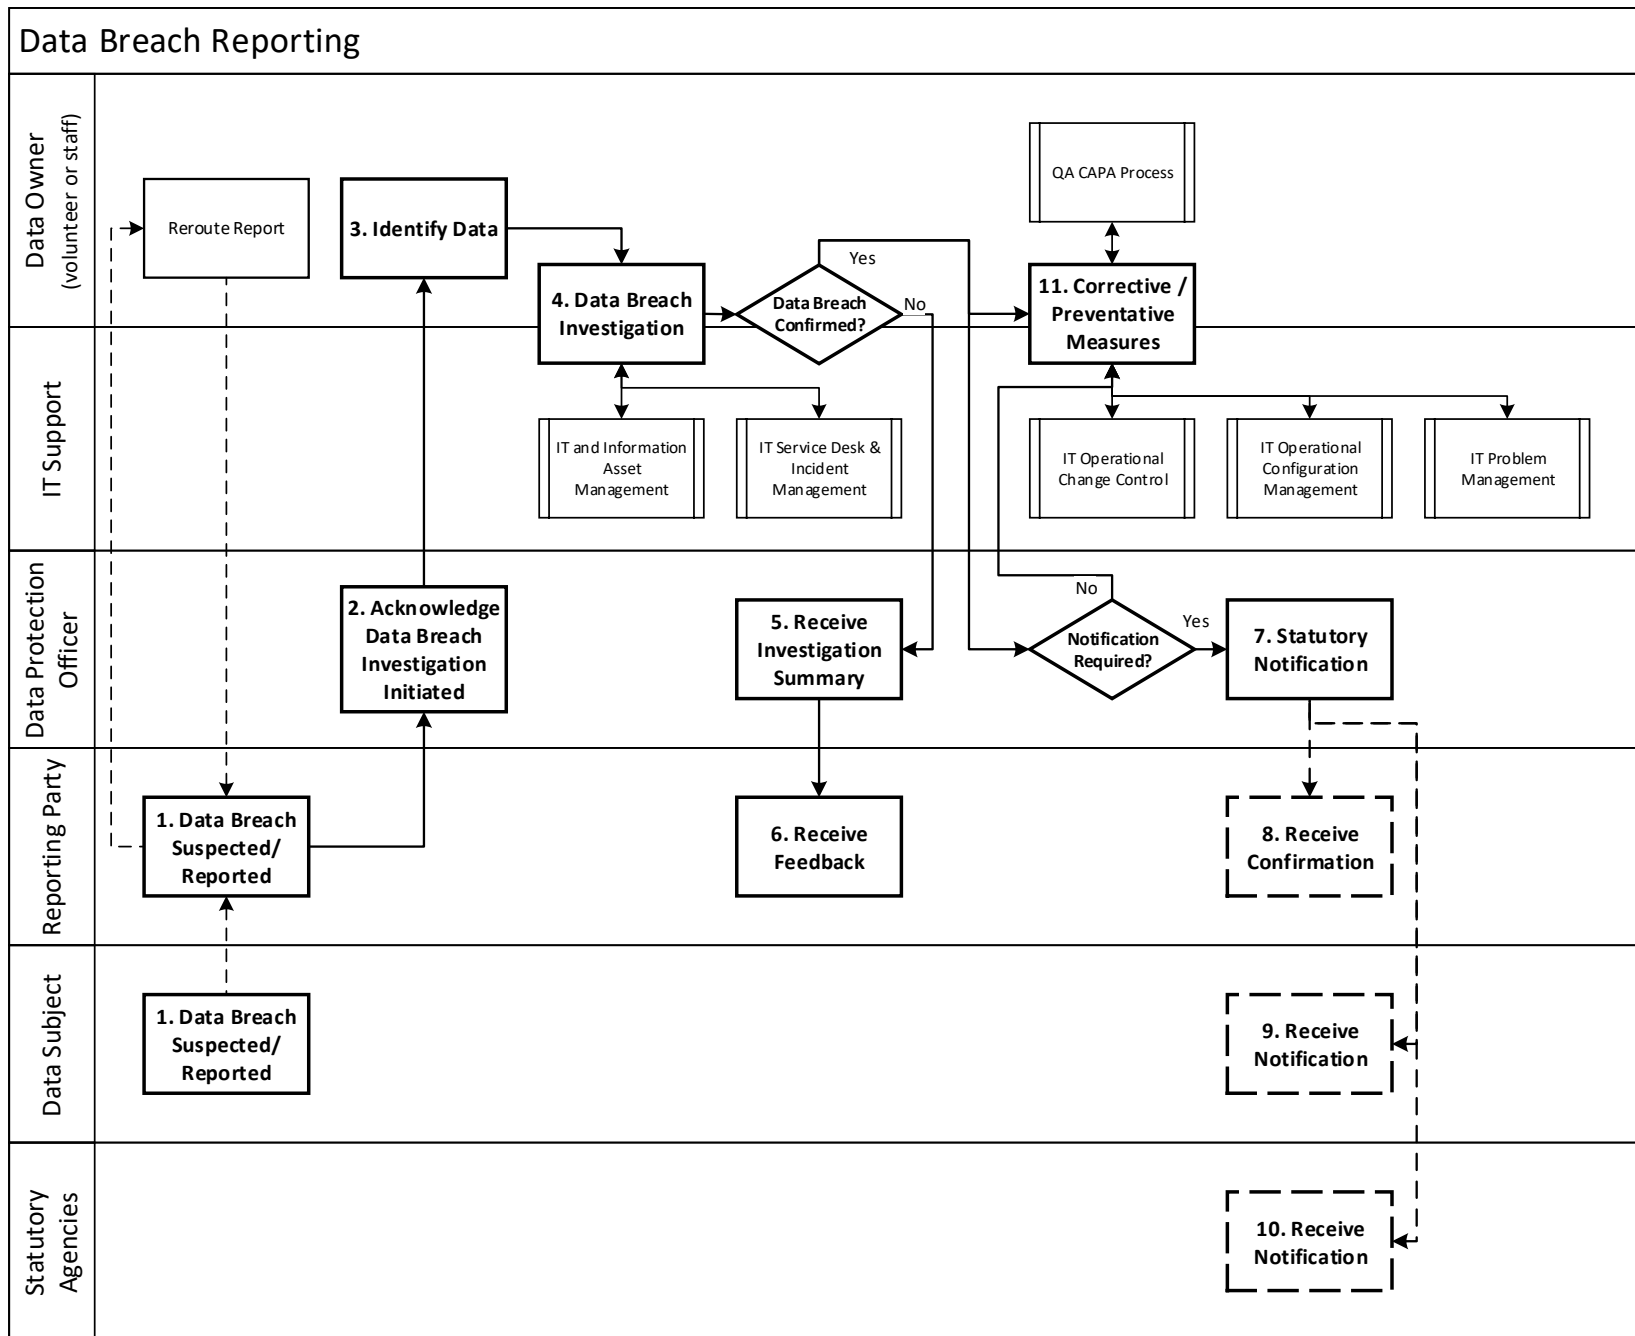 Data Breach Reporting
Data Owner
(volunteer or staff)
Reroute Report
3. Identify Data
4. Data Breach
Investigation
Data Breach
Confirmed?
Yes
No
QA CAPA Process
11. Corrective /
Preventative
Measures
IT Support
IT and Information
Asset
Management
IT Service Desk &
Incident
Management
IT Operational
Change Control
IT Operational
Configuration
Management
IT Problem
Management
Data Protection
Officer
2. Acknowledge
Data Breach
Investigation
Initiated
5. Receive
Investigation
Summary
No
Notification
Required?
Yes
7. Statutory
Notification
Reporting Party
1. Data Breach
Suspected/
Reported
6. Receive
Feedback
8. Receive
Confirmation
Data Subject
1. Data Breach
Suspected/
Reported
9. Receive
Notification
Statutory
Agencies
10. Receive
Notification